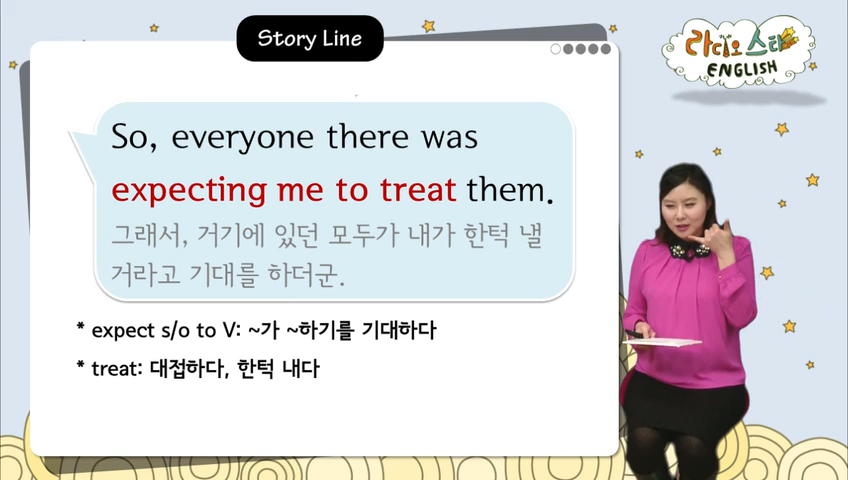 Story Line
라디오 스타
ENGLISH
So, everyone there was
expecting me to treat them.
그래서, 거기에 있던 모두가 내가 한턱 낼
거라고 기대를 하더군.
* expect s/o to V: ~가 ~하기를 기대하다
* treat: 대접하다, 한턱 내다